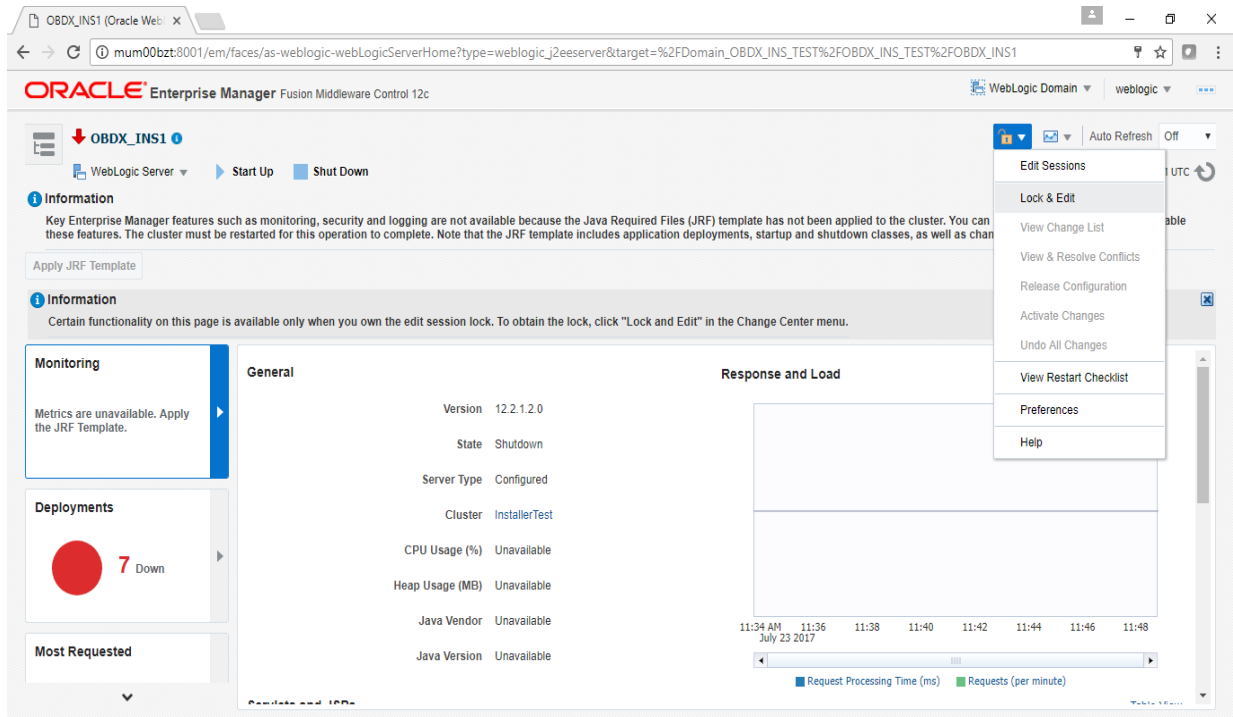 OBDX_INS1 (Oracle Web
mum00bzt:8001/em/faces/as-weblogic-webLogicServerHome?type=weblogic_j2eeserver&target=%2FDomain_OBDX_INS_TEST%2FOBDX_INS_TEST%2FOBDX_INS1
ORACLE Enterprise Manager Fusion Middleware Control 12c
WebLogic Domain
weblogic
OBDX_INS1
Auto Refresh Off
WebLogic Server
Start Up
Shut Down
UTC
Edit Sessions
Lock & Edit
View Change List
View & Resolve Conflicts
Release Configuration
Activate Changes
Undo All Changes
View Restart Checklist
Preferences
Help
Information
Key Enterprise Manager features such as monitoring, security and logging are not available because the Java Required Files (JRF) template has not been applied to the cluster. You can
these features. The cluster must be restarted for this operation to complete. Note that the JRF template includes application deployments, startup and shutdown classes, as well as
Apply JRF Template
Information
Certain functionality on this page is available only when you own the edit session lock. To obtain the lock, click "Lock and Edit" in the Change Center menu.
Monitoring
Metrics are unavailable. Apply
the JRF Template.
Deployments
7 Down
Most Requested
General
Version 12.2.1.2.0
State Shutdown
Server Type Configured
Cluster InstallerTest
CPU Usage (%) Unavailable
Heap Usage (MB) Unavailable
Java Vendor Unavailable
Java Version Unavailable
Response and Load
11:34 AM 11:36 11:38 11:40 11:42 11:44 11:46 11:48
July 23 2017
Request Processing Time (ms) Requests (per minute)